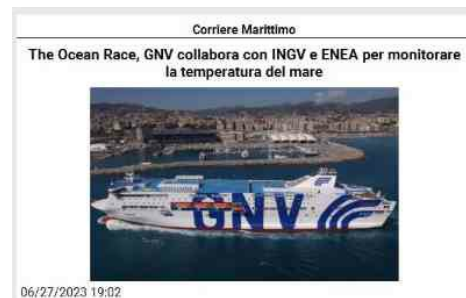 Corriere Marittimo
The Ocean Race, GNV collabora con INGV e ENEA per monitorare
la temperatura del mare
GNV
06/27/2023 19:02